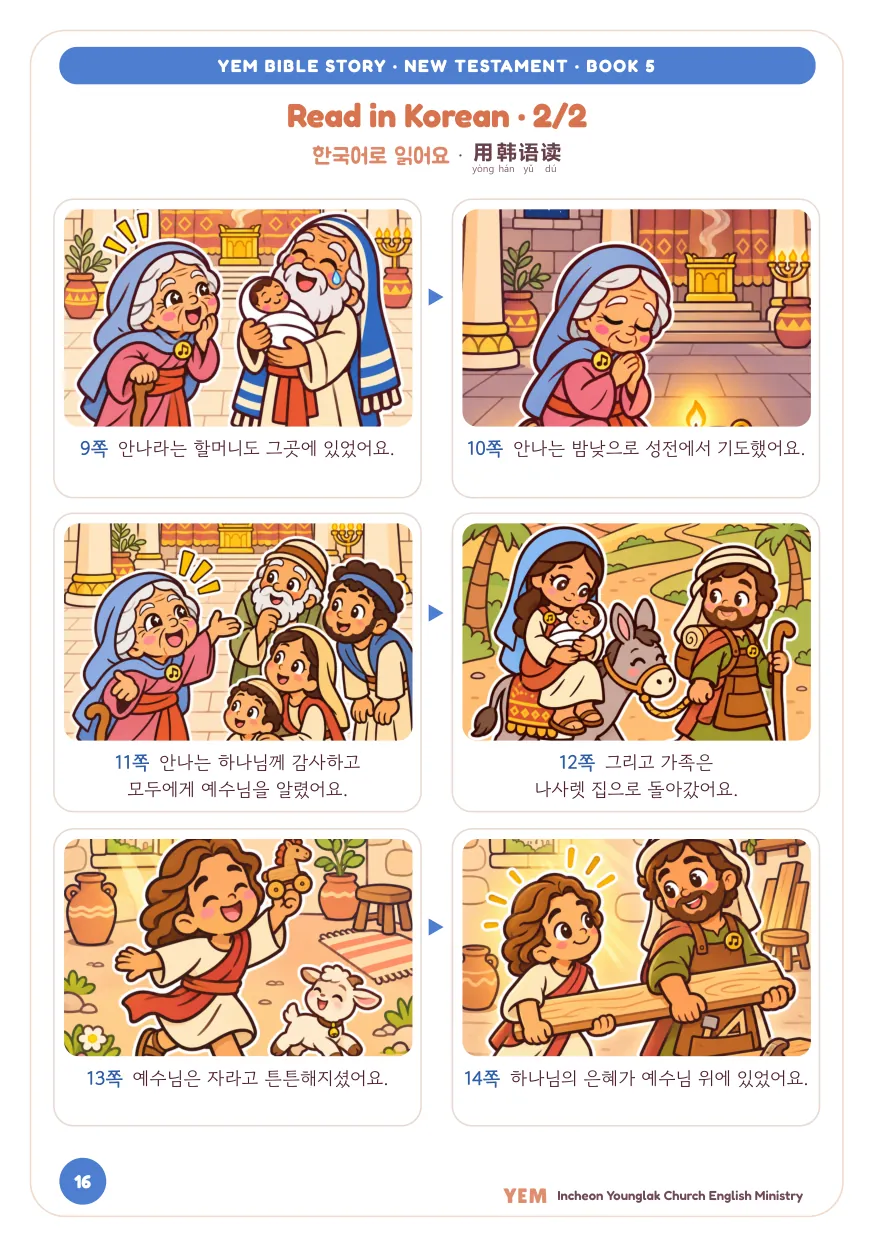 YEM BIBLE STORY · NEW TESTAMENT · BOOK 5
Read in Korean · 2/2
한국어로 읽어요 · 用韩语读
yòng hán yǔ dú
9쪽 안나라는 할머니도 그곳에 있었어요.
10쪽 안나는 밤낮으로 성전에서 기도했어요.
11쪽 안나는 하나님께 감사하고
모두에게 예수님을 알렸어요.
12쪽 그리고 가족은
나사렛 집으로 돌아갔어요.
13쪽 예수님은 자라고 튼튼해지셨어요.
14쪽 하나님의 은혜가 예수님 위에 있었어요.
16
YEM Incheon Younglak Church English Ministry